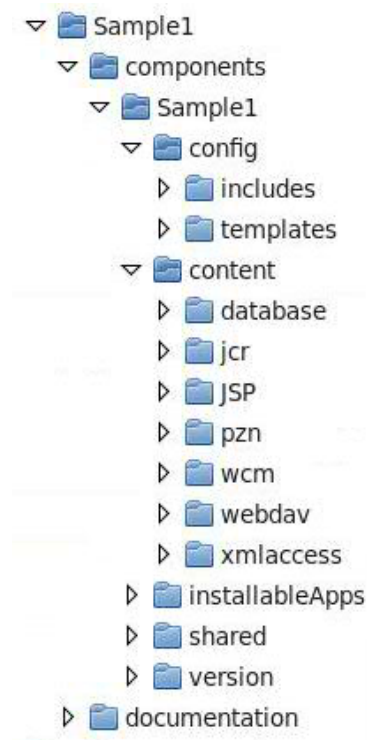 Sample1
components
Sample1
config
includes
templates
content
database
jcr
JSP
pzn
wcm
webdav
xmlaccess
installableApps
shared
version
documentation